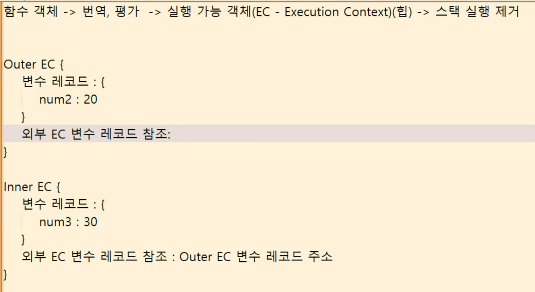 함수 객체 -> 번역, 평가 -> 실행 가능 객체(EC - Execution Context)(힙) -> 스택 실행 제거
Outer EC {
변수 레코드 : {
num2 : 20
}
외부 EC 변수 레코드 참조:
}
Inner EC {
변수 레코드 : {
num3 : 30
}
외부 EC 변수 레코드 참조 : Outer EC 변수 레코드 주소
}